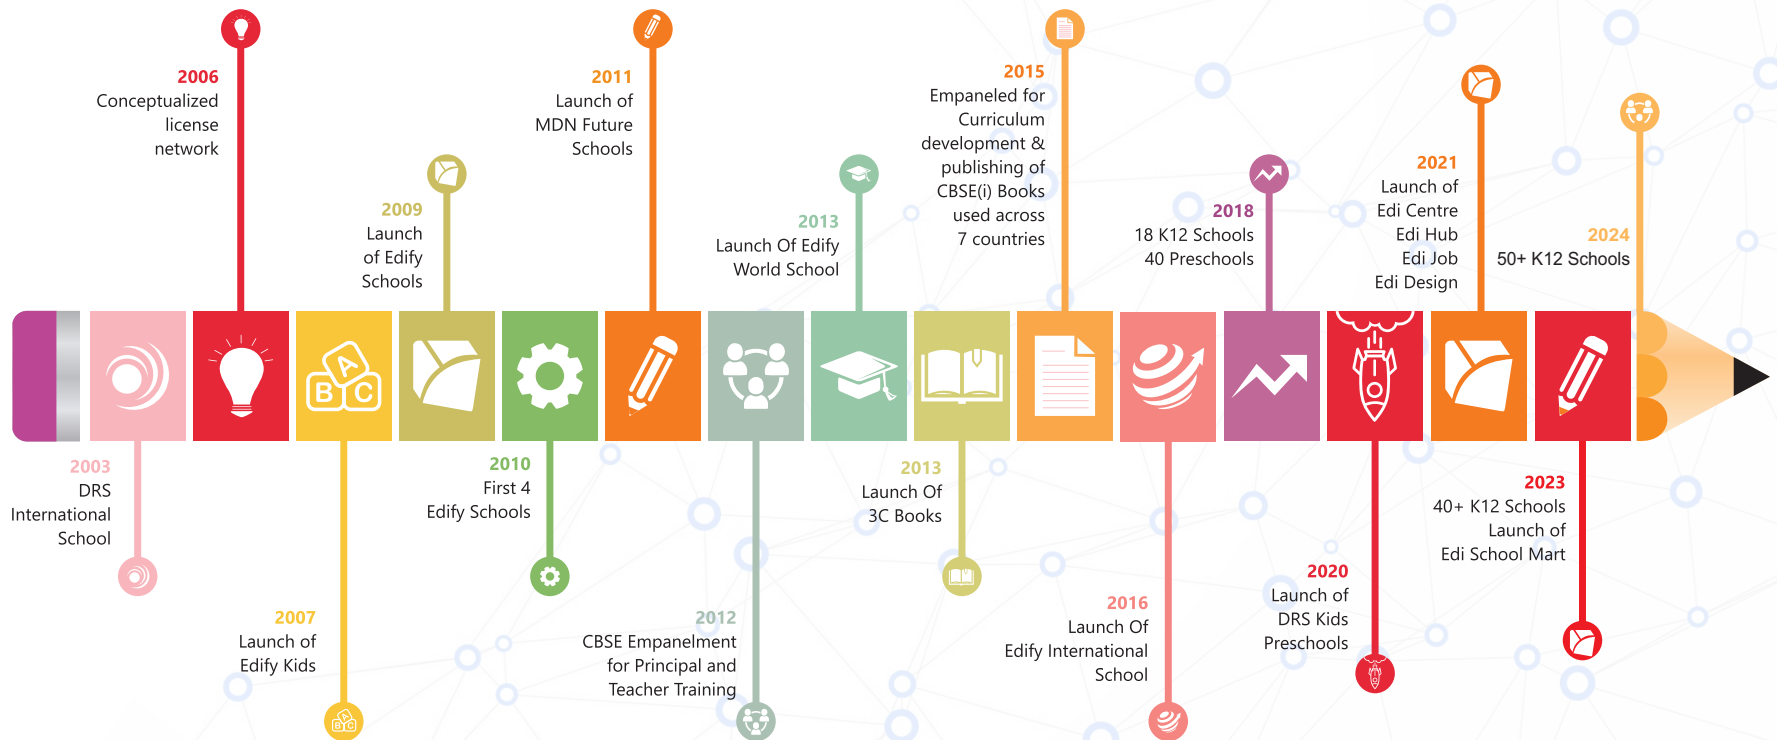 2003
DRS
International
School
2006
Conceptualized
license
network
2007
Launch of
Edify Kids
2009
Launch
of Edify
Schools
2010
First 4
Edify Schools
2011
Launch of
MDN Future
Schools
2012
CBSE Empanelment
for Principal and
Teacher Training
2013
Launch Of Edify
World School
2013
Launch Of
3C Books
2015
Empaneled for
Curriculum
development &
publishing of
CBSE(i) Books
used across
7 countries
2016
Launch Of
Edify International
School
2018
18 K12 Schools
40 Preschools
2020
Launch of
DRS Kids
Preschools
2021
Launch of
Edi Centre
Edi Hub
Edi Job
Edi Design
2023
40+ K12 Schools
Launch of
Edi School Mart
2024
50+ K12 Schools
A
B C
A
B C